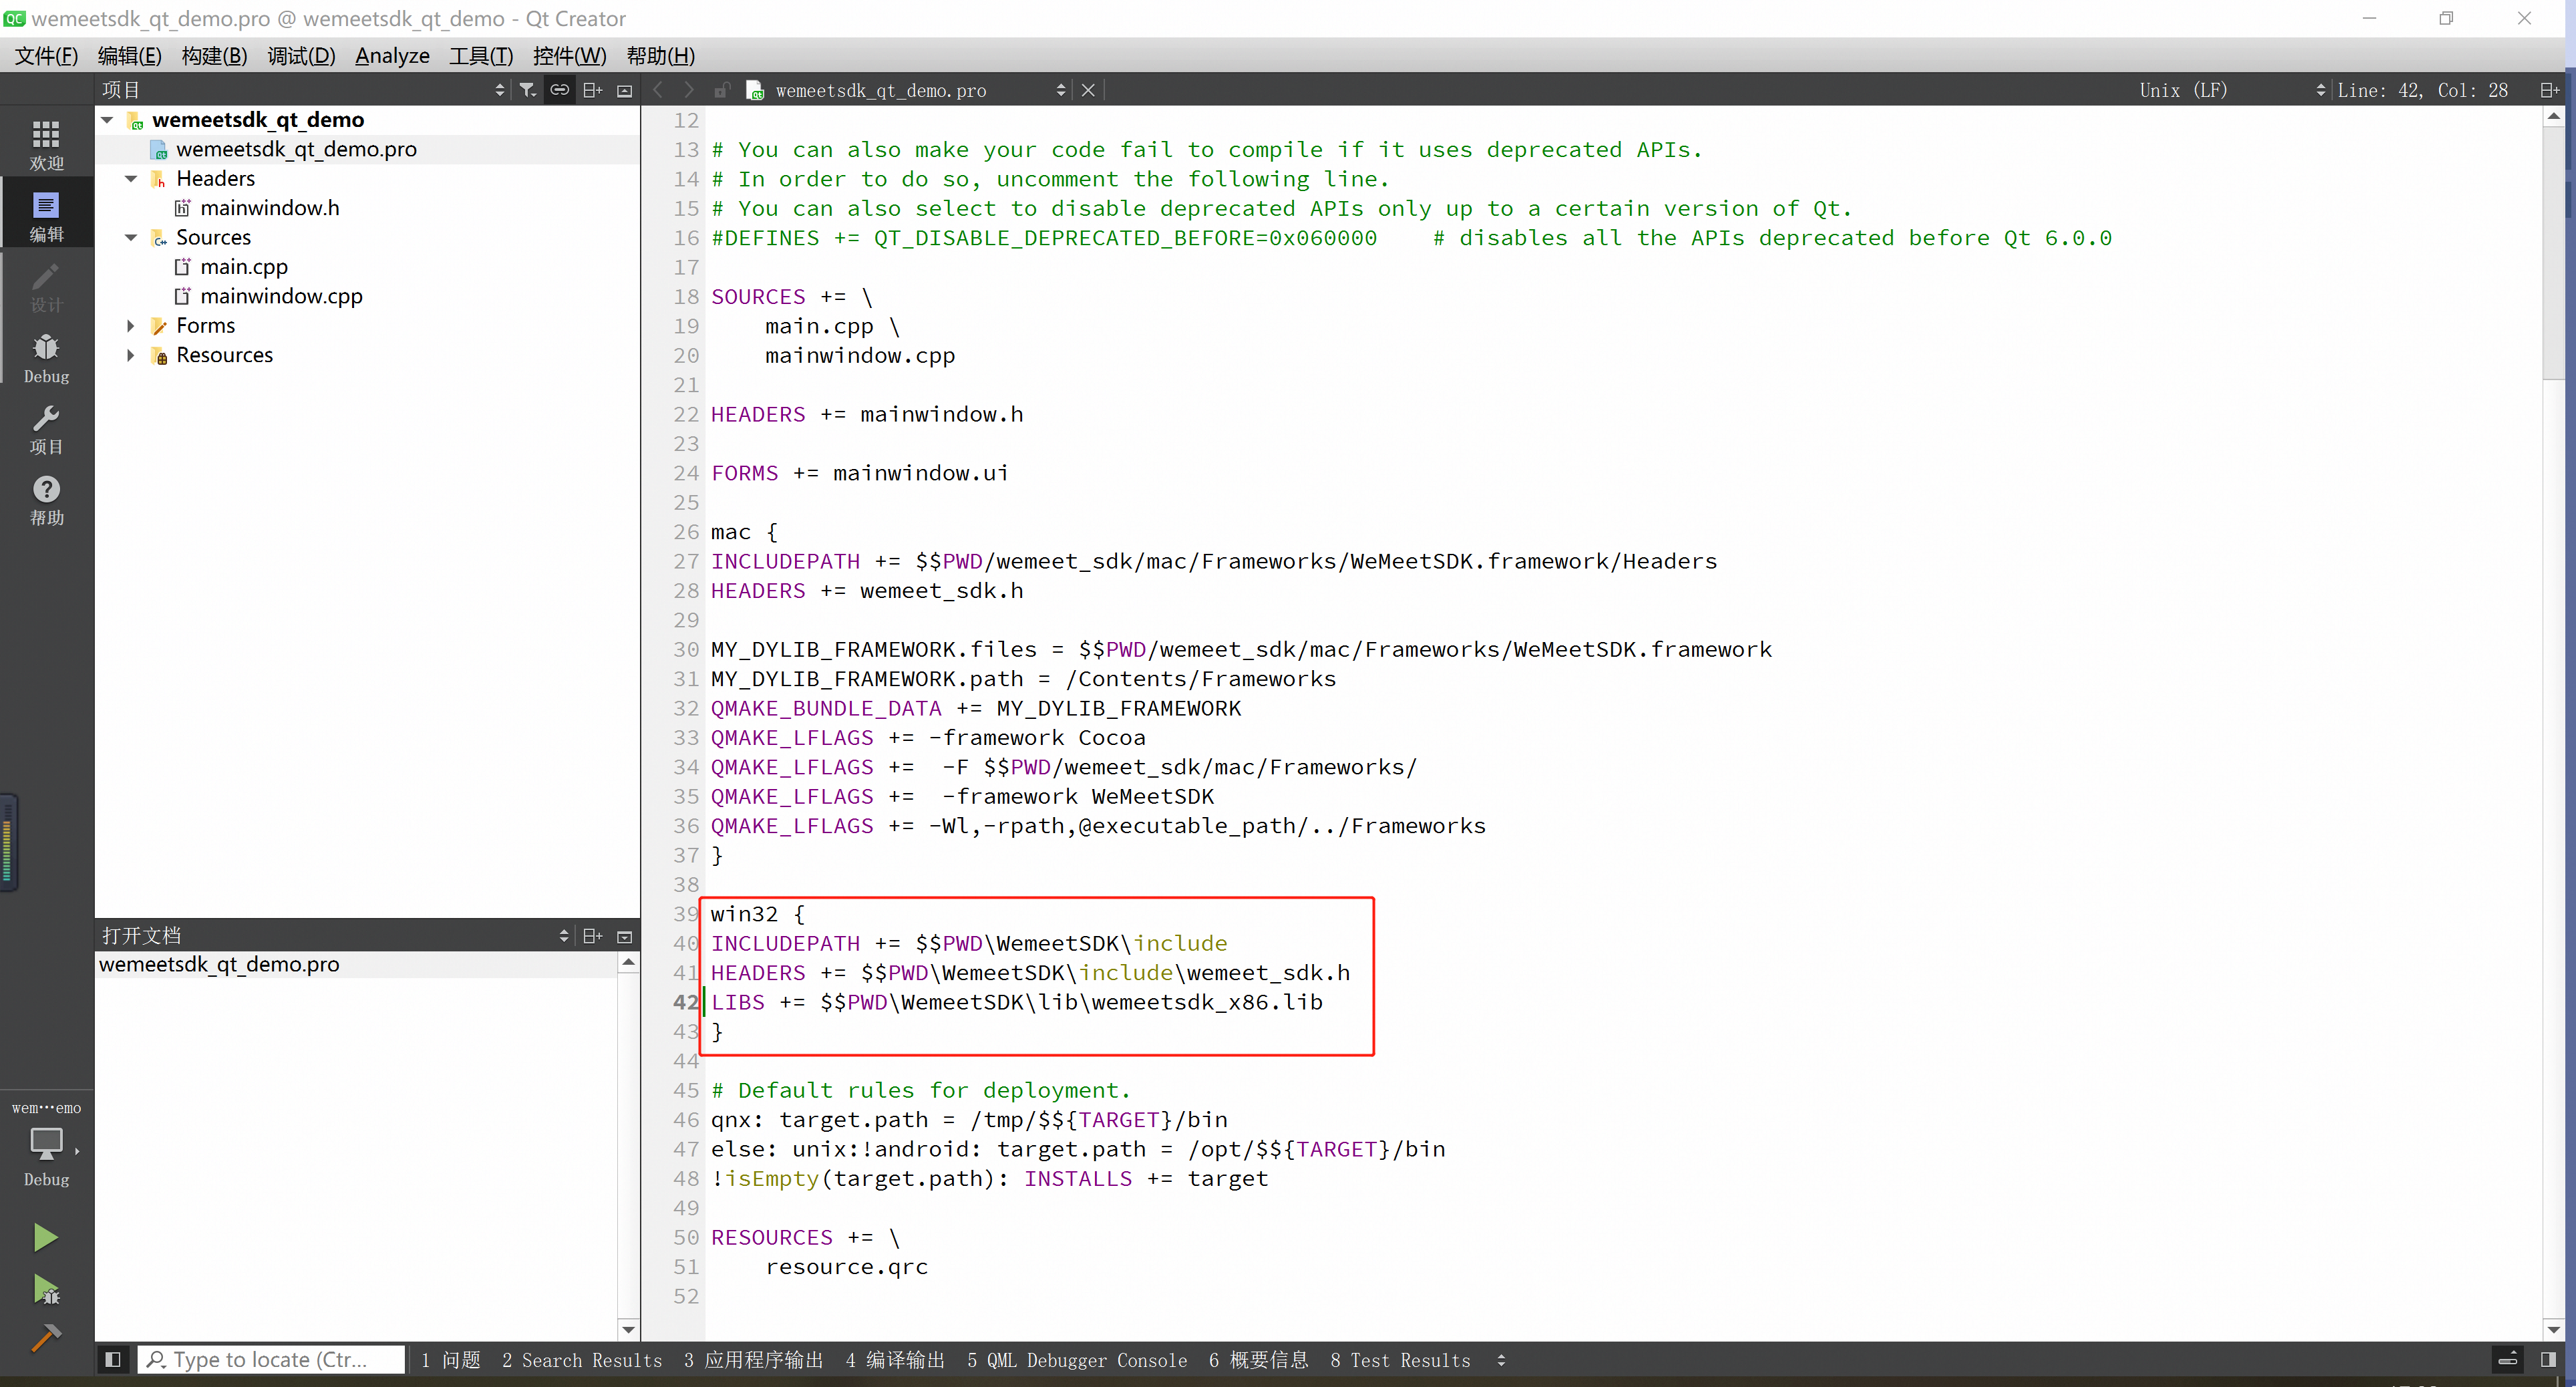 wemeetsdk_qt_demo.pro @ wemeetsdk_qt_demo - Qt Creator
文件(F) 编辑(E) 构建(B) 调试(D) Analyze 工具(T) 控件(W) 帮助(H)
项目
wemeetsdk_qt_demo.pro
Unix (LF)
Line: 42, Col: 28
欢迎
编辑
设计
Debug
项目
帮助
wem···emo
Debug
wemeetsdk_qt_demo
wemeetsdk_qt_demo.pro
Headers
mainwindow.h
Sources
main.cpp
mainwindow.cpp
Forms
Resources
打开文档
wemeetsdk_qt_demo.pro
12
13 # You can also make your code fail to compile if it uses deprecated APIs.
14 # In order to do so, uncomment the following line.
15 # You can also select to disable deprecated APIs only up to a certain version of Qt.
16 #DEFINES += QT_DISABLE_DEPRECATED_BEFORE=0x060000    # disables all the APIs deprecated before Qt 6.0.0
17
18 SOURCES += \
19     main.cpp \
20     mainwindow.cpp
21
22 HEADERS += mainwindow.h
23
24 FORMS += mainwindow.ui
25
26 mac {
27 INCLUDEPATH += $$PWD/wemeet_sdk/mac/Frameworks/WeMeetSDK.framework/Headers
28 HEADERS += wemeet_sdk.h
29
30 MY_DYLIB_FRAMEWORK.files = $$PWD/wemeet_sdk/mac/Frameworks/WeMeetSDK.framework
31 MY_DYLIB_FRAMEWORK.path = /Contents/Frameworks
32 QMAKE_BUNDLE_DATA += MY_DYLIB_FRAMEWORK
33 QMAKE_LFLAGS += -framework Cocoa
34 QMAKE_LFLAGS +=  -F $$PWD/wemeet_sdk/mac/Frameworks/
35 QMAKE_LFLAGS +=  -framework WeMeetSDK
36 QMAKE_LFLAGS += -Wl,-rpath,@executable_path/../Frameworks
37 }
38
39 win32 {
40 INCLUDEPATH += $$PWD\WemeetSDK\include
41 HEADERS += $$PWD\WemeetSDK\include\wemeet_sdk.h
42 LIBS += $$PWD\WemeetSDK\lib\wemeetsdk_x86.lib
43 }
44
45 # Default rules for deployment.
46 qnx: target.path = /tmp/$${TARGET}/bin
47 else: unix:!android: target.path = /opt/$${TARGET}/bin
48 !isEmpty(target.path): INSTALLS += target
49
50 RESOURCES += \
51     resource.qrc
52
Type to locate (Ctr...
1 问题 2 Search Results 3 应用程序输出 4 编译输出 5 QML Debugger Console 6 概要信息 8 Test Results